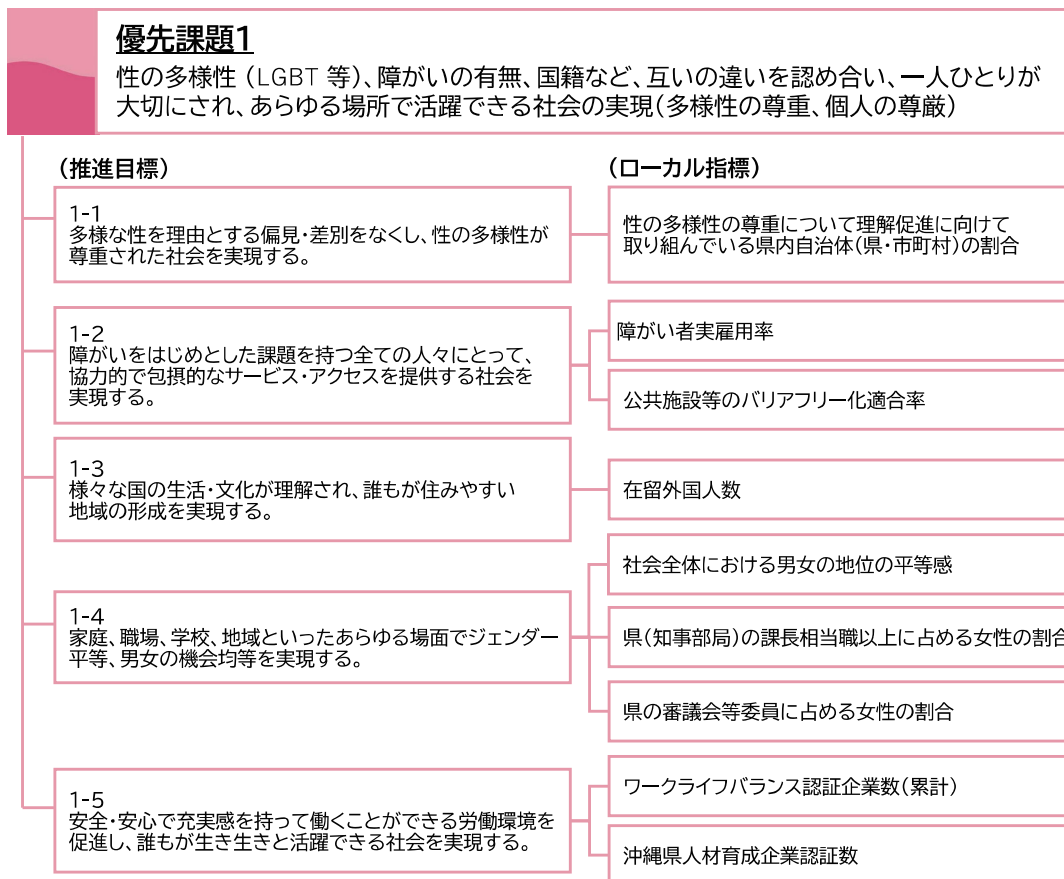 優先課題1
性の多様性 (LGBT 等)、障がいの有無、国籍など、互いの違いを認め合い、一人ひとりが
大切にされ、あらゆる場所で活躍できる社会の実現(多様性の尊重、個人の尊厳)
(推進目標)
(ローカル指標)
1-1
多様な性を理由とする偏見・差別をなくし、性の多様性が
尊重された社会を実現する。
性の多様性の尊重について理解促進に向けて
取り組んでいる県内自治体(県・市町村)の割合
1-2
障がいをはじめとした課題を持つ全ての人々にとって、
協力的で包摂的なサービス・アクセスを提供する社会を
実現する。
障がい者実雇用率
公共施設等のバリアフリー化適合率
1-3
様々な国の生活・文化が理解され、誰もが住みやすい
地域の形成を実現する。
在留外国人数
1-4
家庭、職場、学校、地域といったあらゆる場面でジェンダー
平等、男女の機会均等を実現する。
社会全体における男女の地位の平等感
県(知事部局)の課長相当職以上に占める女性の割合
県の審議会等委員に占める女性の割合
1-5
安全・安心で充実感を持って働くことができる労働環境を
促進し、誰もが生き生きと活躍できる社会を実現する。
ワークライフバランス認証企業数(累計)
沖縄県人材育成企業認証数